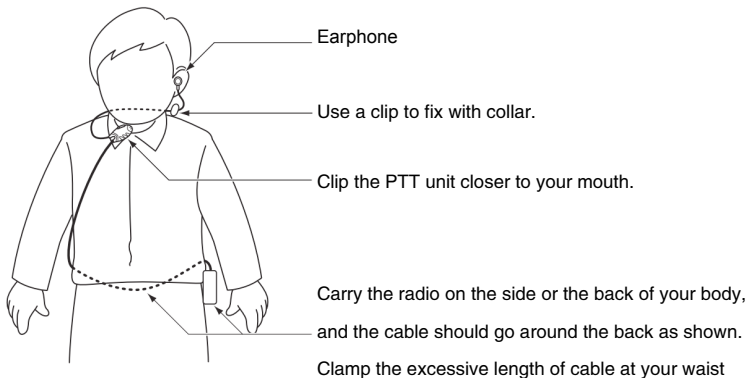 Earphone
Use a clip to fix with collar.
Clip the PTT unit closer to your mouth.
Carry the radio on the side or the back of your body,
and the cable should go around the back as shown.
Clamp the excessive length of cable at your waist